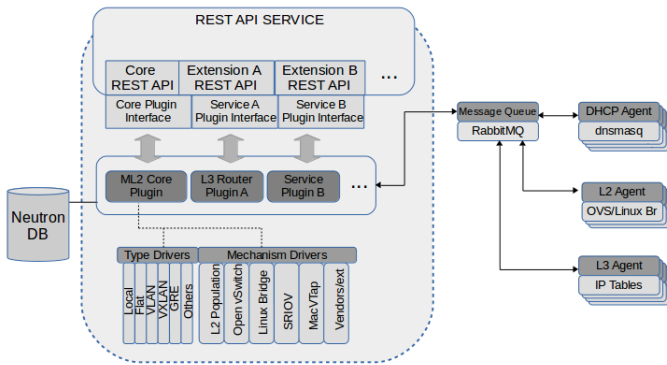 REST API SERVICE
Core
REST API
Extension A
REST API
Extension B
REST API
...
Core Plugin
Interface
Service A
Plugin Interface
Service B
Plugin Interface
ML2 Core
Plugin
L3 Router
Plugin A
Service
Plugin B
...
Neutron
DB
Type Drivers
Local
Flat
VLAN
VXLAN
GRE
Others
Mechanism Drivers
L2 Population
Open vSwitch
Linux Bridge
SRIOV
MacVTap
Vendors/ext
Message Queue
RabbitMQ
DHCP Agent
dnsmasq
L2 Agent
OVS/Linux Br
L3 Agent
IP Tables